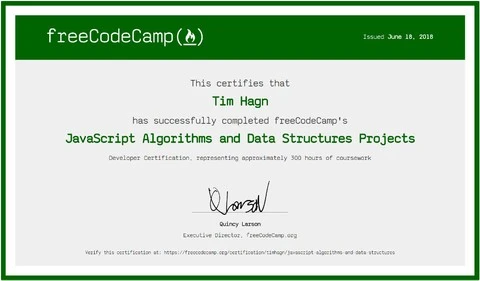 freeCodeCamp(🔥)
Issued June 18, 2018
This certifies that
Tim Hagn
has successfully completed freeCodeCamp's
JavaScript Algorithms and Data Structures Projects
Developer Certification, representing approximately 300 hours of coursework
Q Larson
Quincy Larson
Executive Director, freeCodeCamp.org
Verify this certification at: https://freecodecamp.org/certification/timhagn/javascript-algorithms-and-data-structures